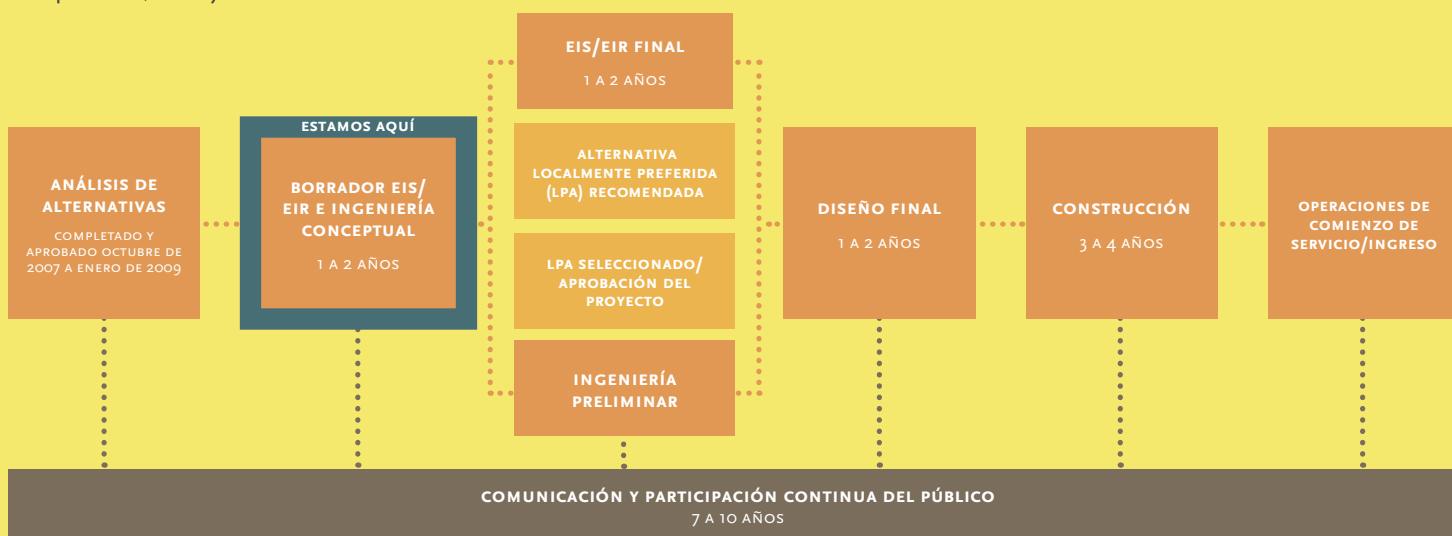 ANÁLISIS DE
ALTERNATIVAS
COMPLETADO Y
APROBADO OCTUBRE DE
2007 A ENERO DE 2009
ESTAMOS AQUÍ
BORRADOR EIS/
EIR E INGENIERÍA
CONCEPTUAL
1 A 2 AÑOS
EIS/EIR FINAL
1 A 2 AÑOS
ALTERNATIVA
LOCALMENTE PREFERIDA
(LPA) RECOMENDADA
LPA SELECCIONADO/
APROBACIÓN DEL
PROYECTO
INGENIERÍA
PRELIMINAR
DISEÑO FINAL
1 A 2 AÑOS
CONSTRUCCIÓN
3 A 4 AÑOS
OPERACIONES DE
COMIENZO DE
SERVICIO/INGRESO
COMUNICACIÓN Y PARTICIPACIÓN CONTINUA DEL PÚBLICO
7 A 10 AÑOS